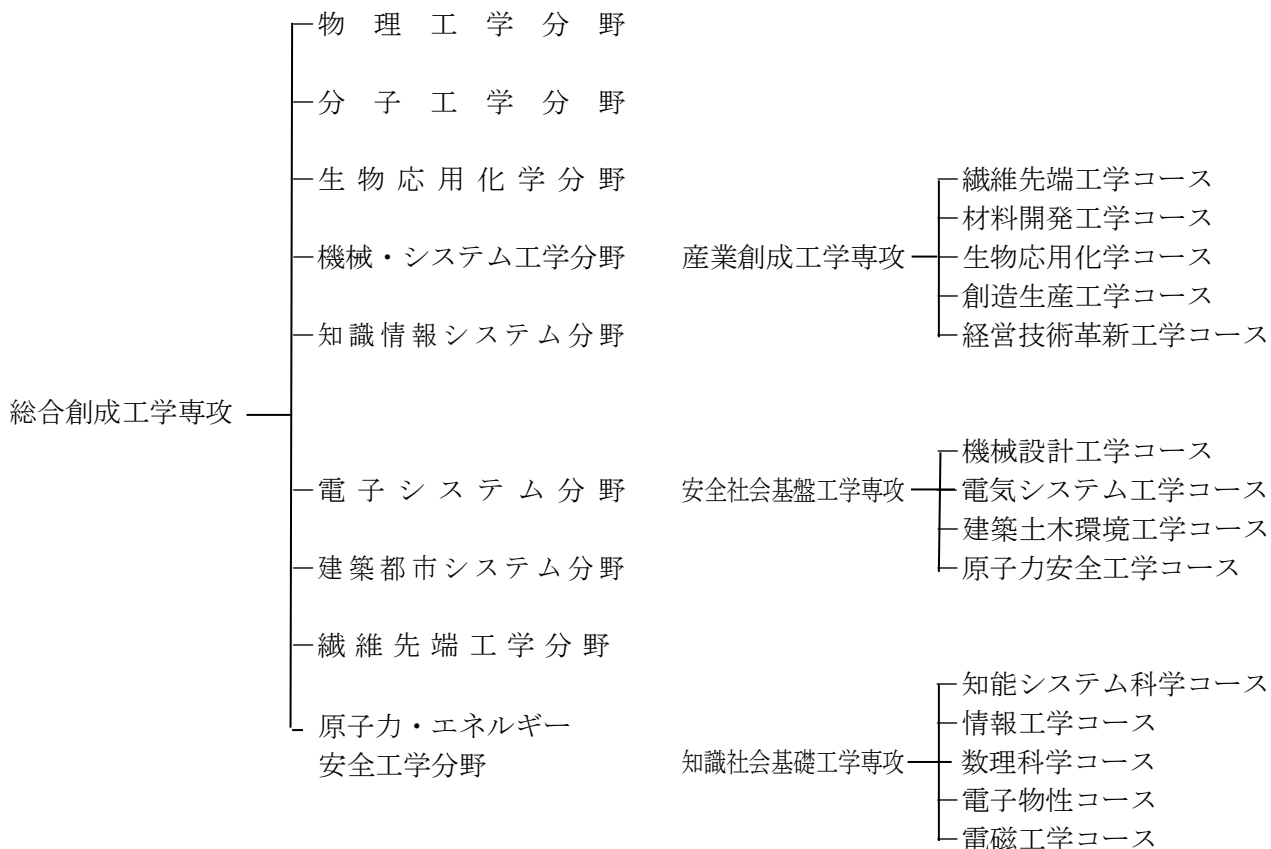 総合創成工学専攻
物理工学分野
分子工学分野
生物応用化学分野
機械・システム工学分野
知識情報システム分野
電子システム分野
建築都市システム分野
繊維先端工学分野
原子力・エネルギー
安全工学分野
産業創成工学専攻
繊維先端工学コース
材料開発工学コース
生物応用化学コース
創造生産工学コース
経営技術革新工学コース
安全社会基盤工学専攻
機械設計工学コース
電気システム工学コース
建築土木環境工学コース
原子力安全工学コース
知識社会基礎工学専攻
知能システム科学コース
情報工学コース
数理科学コース
電子物性コース
電磁工学コース